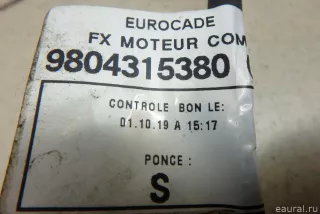 EUROCADE
FX MOTEUR COM
9804315380
CONTROLE BON LE:
01.10.19 A 15:17
PONCE:
S
eaural.ru